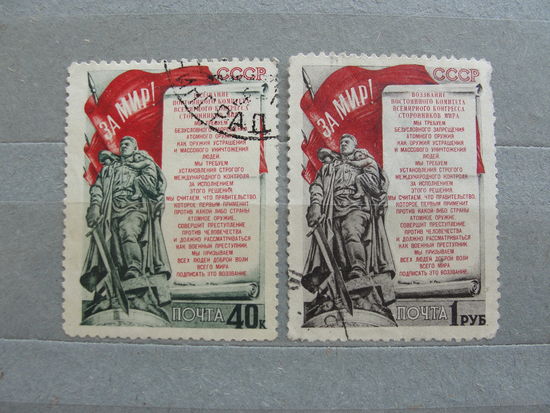 СССР
ЗА МИР!
ПОСТОЯННОГО КОМИТЕТА
ВСЕМИРНОГО КОНГРЕССА
СТОРОННИКОВ
МЫ ТРЕБУЕМ
БЕЗУСЛОВНОГО ЗАПРЕЩЕНИЯ
АТОМНОГО ОРУЖИЯ
КАК ОРУЖИЯ УСТРАШЕНИЯ
И МАССОВОГО УНИЧТОЖЕНИЯ
ЛЮДЕЙ.
МЫ ТРЕБУЕМ
УСТАНОВЛЕНИЯ СТРОГОГО
МЕЖДУНАРОДНОГО КОНТРОЛЯ
ЗА ИСПОЛНЕНИЕМ
ЭТОГО РЕШЕНИЯ.
МЫ СЧИТАЕМ, ЧТО ПРАВИТЕЛЬСТВО,
КОТОРОЕ ПЕРВЫМ ПРИМЕНИТ
ПРОТИВ КАКОЙ-ЛИБО СТРАНЫ
АТОМНОЕ ОРУЖИЕ,
СОВЕРШИТ ПРЕСТУПЛЕНИЕ
ПРОТИВ ЧЕЛОВЕЧЕСТВА
И ДОЛЖНО РАССМАТРИВАТЬСЯ
КАК ВОЕННЫЙ ПРЕСТУПНИК.
МЫ ПРИЗЫВАЕМ
ВСЕХ ЛЮДЕЙ ДОБРОЙ ВОЛИ
ВСЕГО МИРА
ПОДПИСАТЬ ЭТО ВОЗЗВАНИЕ.
ПОЧТА 40 К
СССР
ЗА МИР!
ВОЗЗВАНИЕ
ПОСТОЯННОГО КОМИТЕТА
ВСЕМИРНОГО КОНГРЕССА
СТОРОННИКОВ МИРА
МЫ ТРЕБУЕМ
БЕЗУСЛОВНОГО ЗАПРЕЩЕНИЯ
АТОМНОГО ОРУЖИЯ
КАК ОРУЖИЯ УСТРАШЕНИЯ
И МАССОВОГО УНИЧТОЖЕНИЯ
ЛЮДЕЙ.
МЫ ТРЕБУЕМ
УСТАНОВЛЕНИЯ СТРОГОГО
МЕЖДУНАРОДНОГО КОНТРОЛЯ
ЗА ИСПОЛНЕНИЕМ
ЭТОГО РЕШЕНИЯ.
МЫ СЧИТАЕМ, ЧТО ПРАВИТЕЛЬСТВО,
КОТОРОЕ ПЕРВЫМ ПРИМЕНИТ
ПРОТИВ КАКОЙ-ЛИБО СТРАНЫ
АТОМНОЕ ОРУЖИЕ,
СОВЕРШИТ ПРЕСТУПЛЕНИЕ
ПРОТИВ ЧЕЛОВЕЧЕСТВА
И ДОЛЖНО РАССМАТРИВАТЬСЯ
КАК ВОЕННЫЙ ПРЕСТУПНИК.
МЫ ПРИЗЫВАЕМ
ВСЕХ ЛЮДЕЙ ДОБРОЙ ВОЛИ
ВСЕГО МИРА
ПОДПИСАТЬ ЭТО ВОЗЗВАНИЕ.
ПОЧТА 1 РУБ